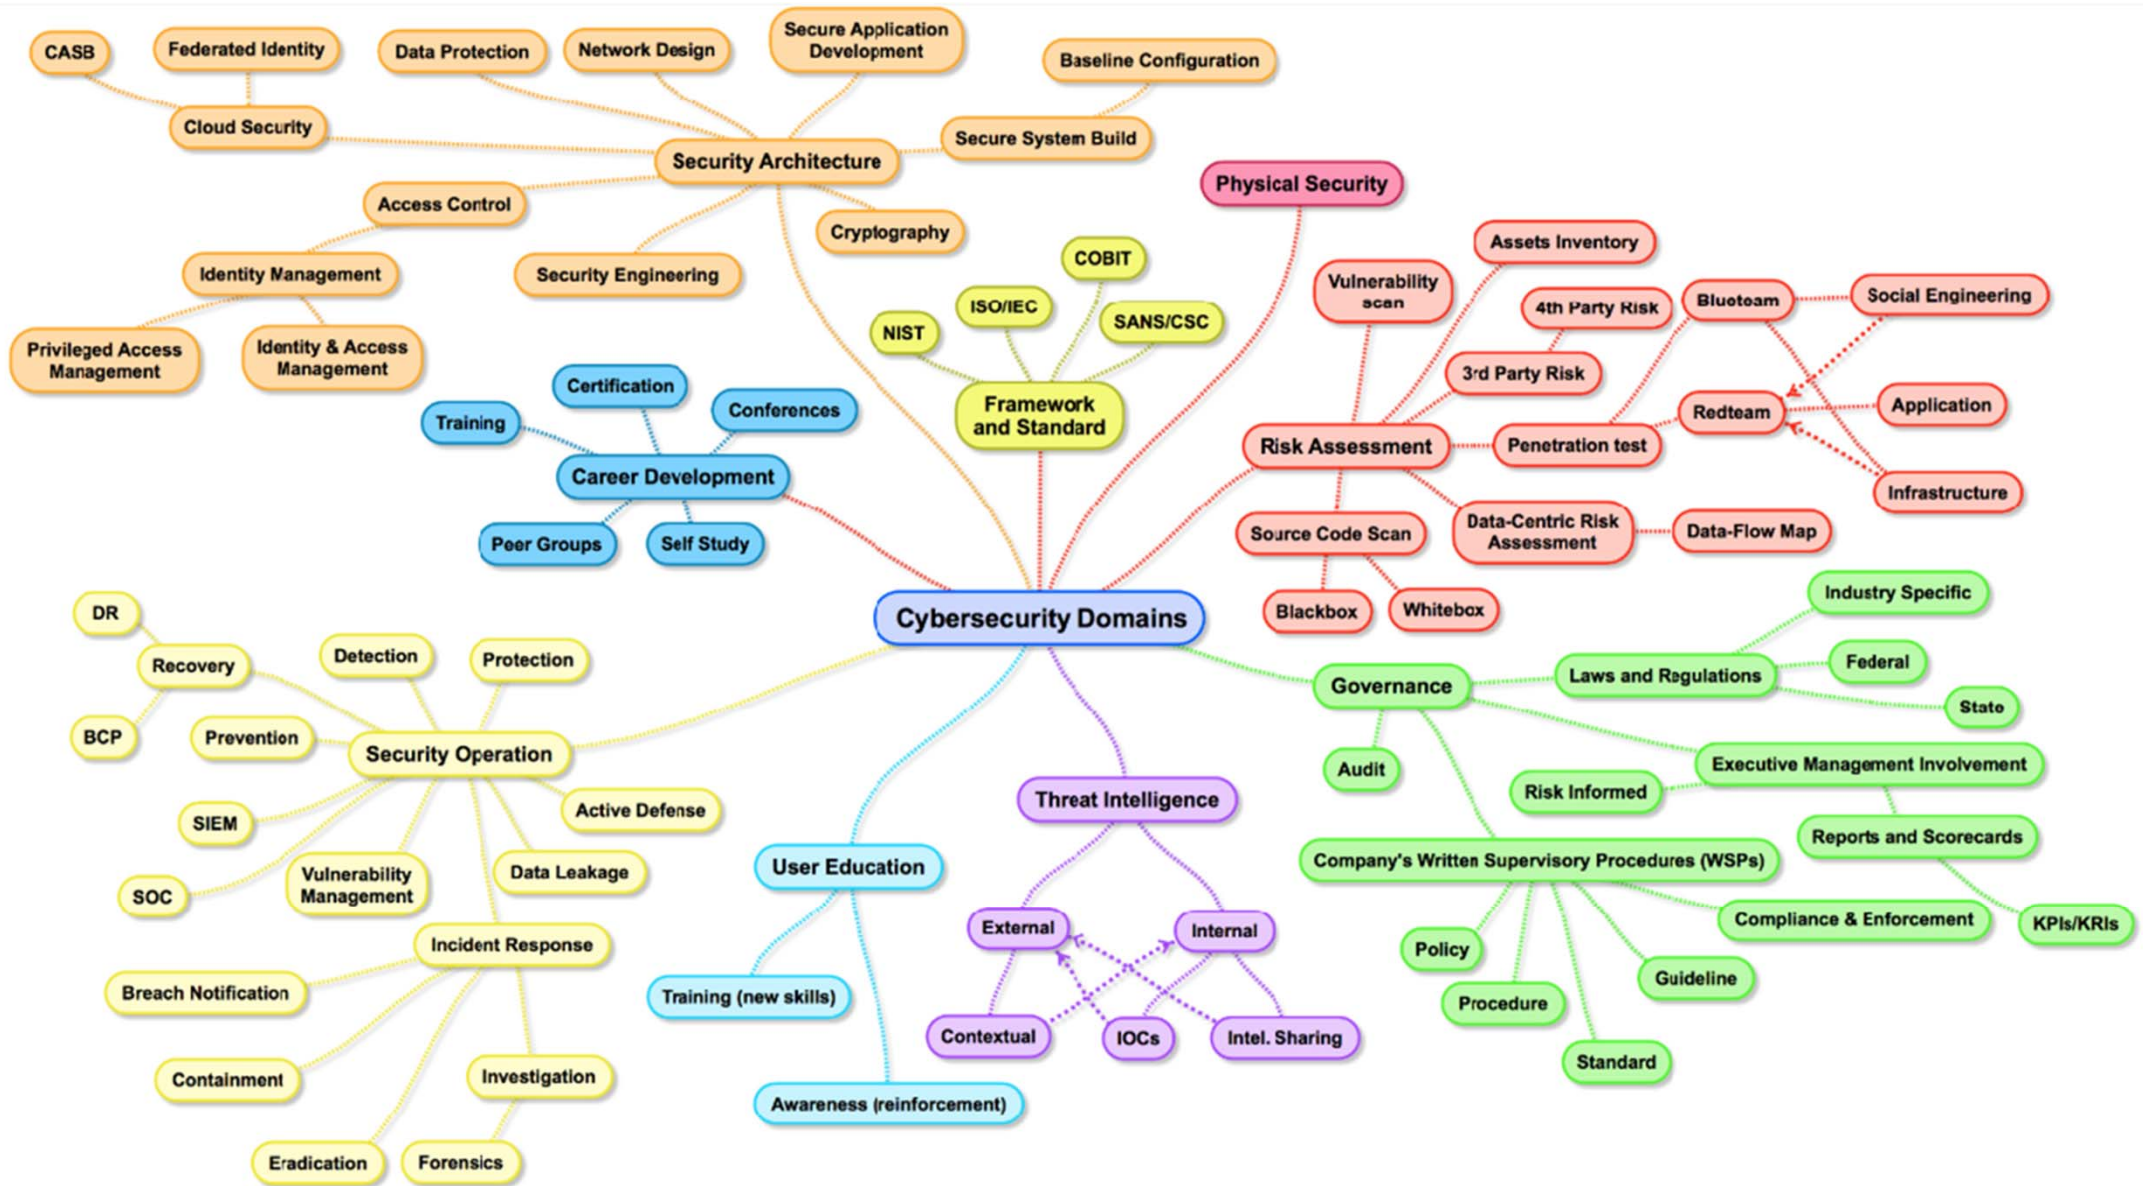 CASB
Federated Identity
Data Protection
Network Design
Secure Application
Development
Baseline Configuration
Cloud Security
Security Architecture
Secure System Build
Access Control
Cryptography
Identity Management
Security Engineering
Privileged Access
Management
Identity & Access
Management
Physical Security
COBIT
ISO/IEC
NIST
SANS/CSC
Framework
and Standard
Certification
Training
Conferences
Career Development
Peer Groups
Self Study
Assets Inventory
Vulnerability
scan
4th Party Risk
Blueteam
Social Engineering
3rd Party Risk
Redteam
Application
Risk Assessment
Penetration test
Infrastructure
Source Code Scan
Data-Centric Risk
Assessment
Data-Flow Map
Blackbox
Whitebox
Cybersecurity Domains
DR
Recovery
Detection
Protection
BCP
Prevention
Security Operation
SIEM
Active Defense
SOC
Vulnerability
Management
Data Leakage
Incident Response
Breach Notification
Containment
Investigation
Eradication
Forensics
User Education
Training (new skills)
Awareness (reinforcement)
Threat Intelligence
External
Internal
Contextual
IOCs
Intel. Sharing
Industry Specific
Governance
Laws and Regulations
Federal
State
Audit
Executive Management Involvement
Risk Informed
Reports and Scorecards
Company's Written Supervisory Procedures (WSPs)
Compliance & Enforcement
KPIs/KRIs
Policy
Guideline
Procedure
Standard